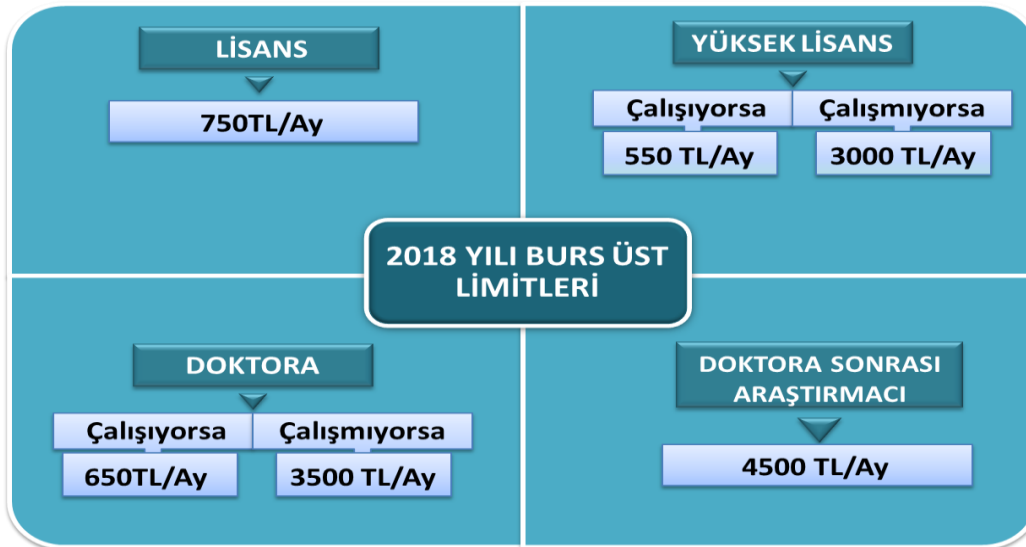 LİSANS
750TL/Ay
YÜKSEK LİSANS
Çalışıyorsa
Çalışmıyorsa
550 TL/Ay
3000 TL/Ay
2018 YILI BURS ÜST
LİMİTLERİ
DOKTORA
Çalışıyorsa
Çalışmıyorsa
650TL/Ay
3500 TL/Ay
DOKTORA SONRASI
ARAŞTIRMACI
4500 TL/Ay